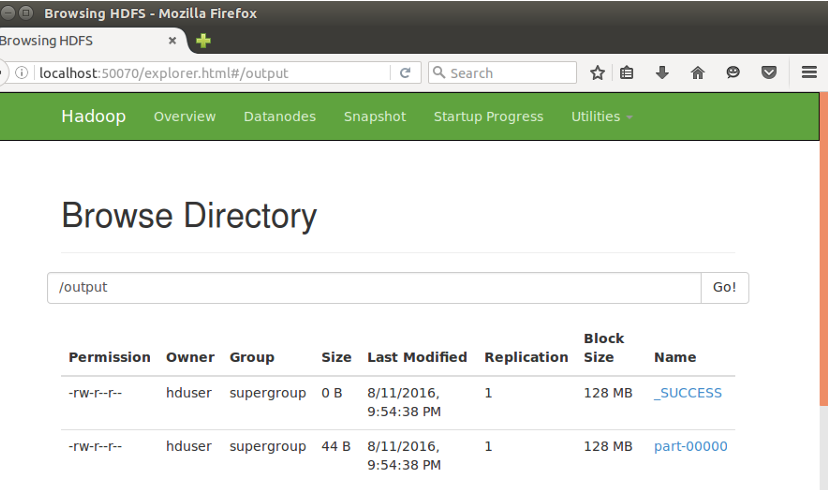 Browsing HDFS - Mozilla Firefox
Browsing HDFS
localhost:50070/explorer.html#/output
Search
Hadoop Overview Datanodes Snapshot Startup Progress Utilities
Browse Directory
/output Go!
Permission Owner Group Size Last Modified Replication Block Size Name
-rw-r--r-- hduser supergroup 0 B 8/11/2016, 9:54:38 PM 1 128 MB _SUCCESS
-rw-r--r-- hduser supergroup 44 B 8/11/2016, 9:54:38 PM 1 128 MB part-00000